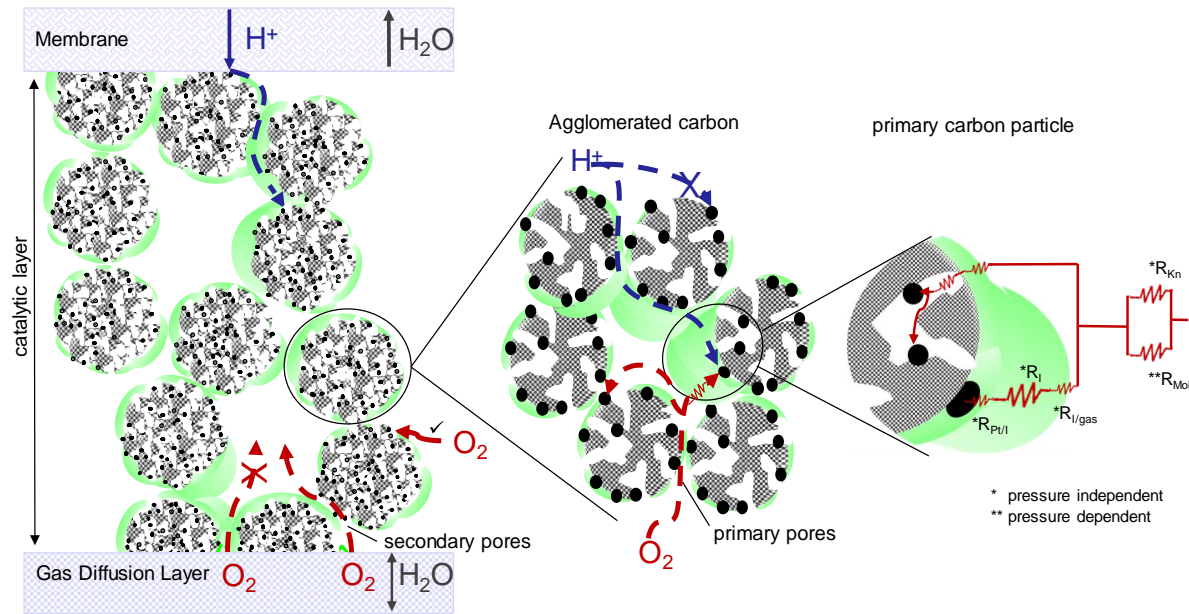 Membrane
H+
H2O
catalytic layer
Agglomerated carbon
primary carbon particle
H+
X
*RKn
**RMol
*RI
*RI/gas
*RPt/I
✓
O2
X
secondary pores
primary pores
O2
* pressure independent
** pressure dependent
Gas Diffusion Layer
O2
O2
H2O